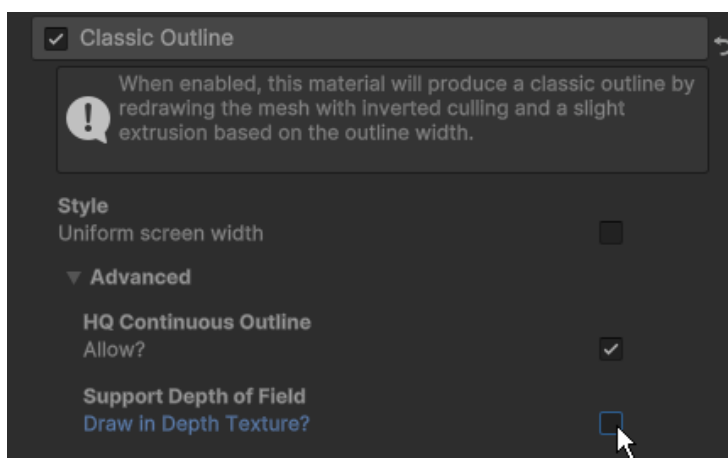 Classic Outline
When enabled, this material will produce a classic outline by
redrawing the mesh with inverted culling and a slight
extrusion based on the outline width.
Style
Uniform screen width
Advanced
HQ Continuous Outline
Allow?
Support Depth of Field
Draw in Depth Texture?